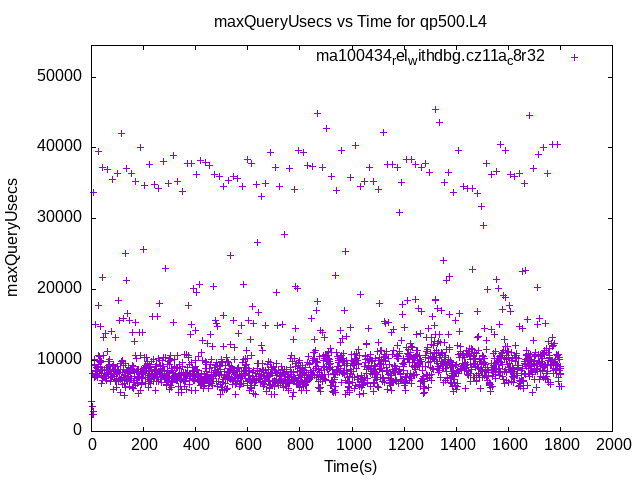 maxQueryUsecs vs Time for qp500.L4
ma100434relwithdbg.cz11ac8r32
50000
40000
30000
20000
10000
0
maxQueryUsecs
0 200 400 600 800 1000 1200 1400 1600 1800 2000
Time(s)